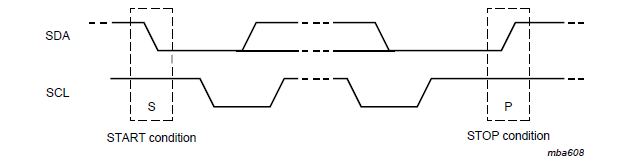 SDA
SCL
S
P
START condition
STOP condition
mba608